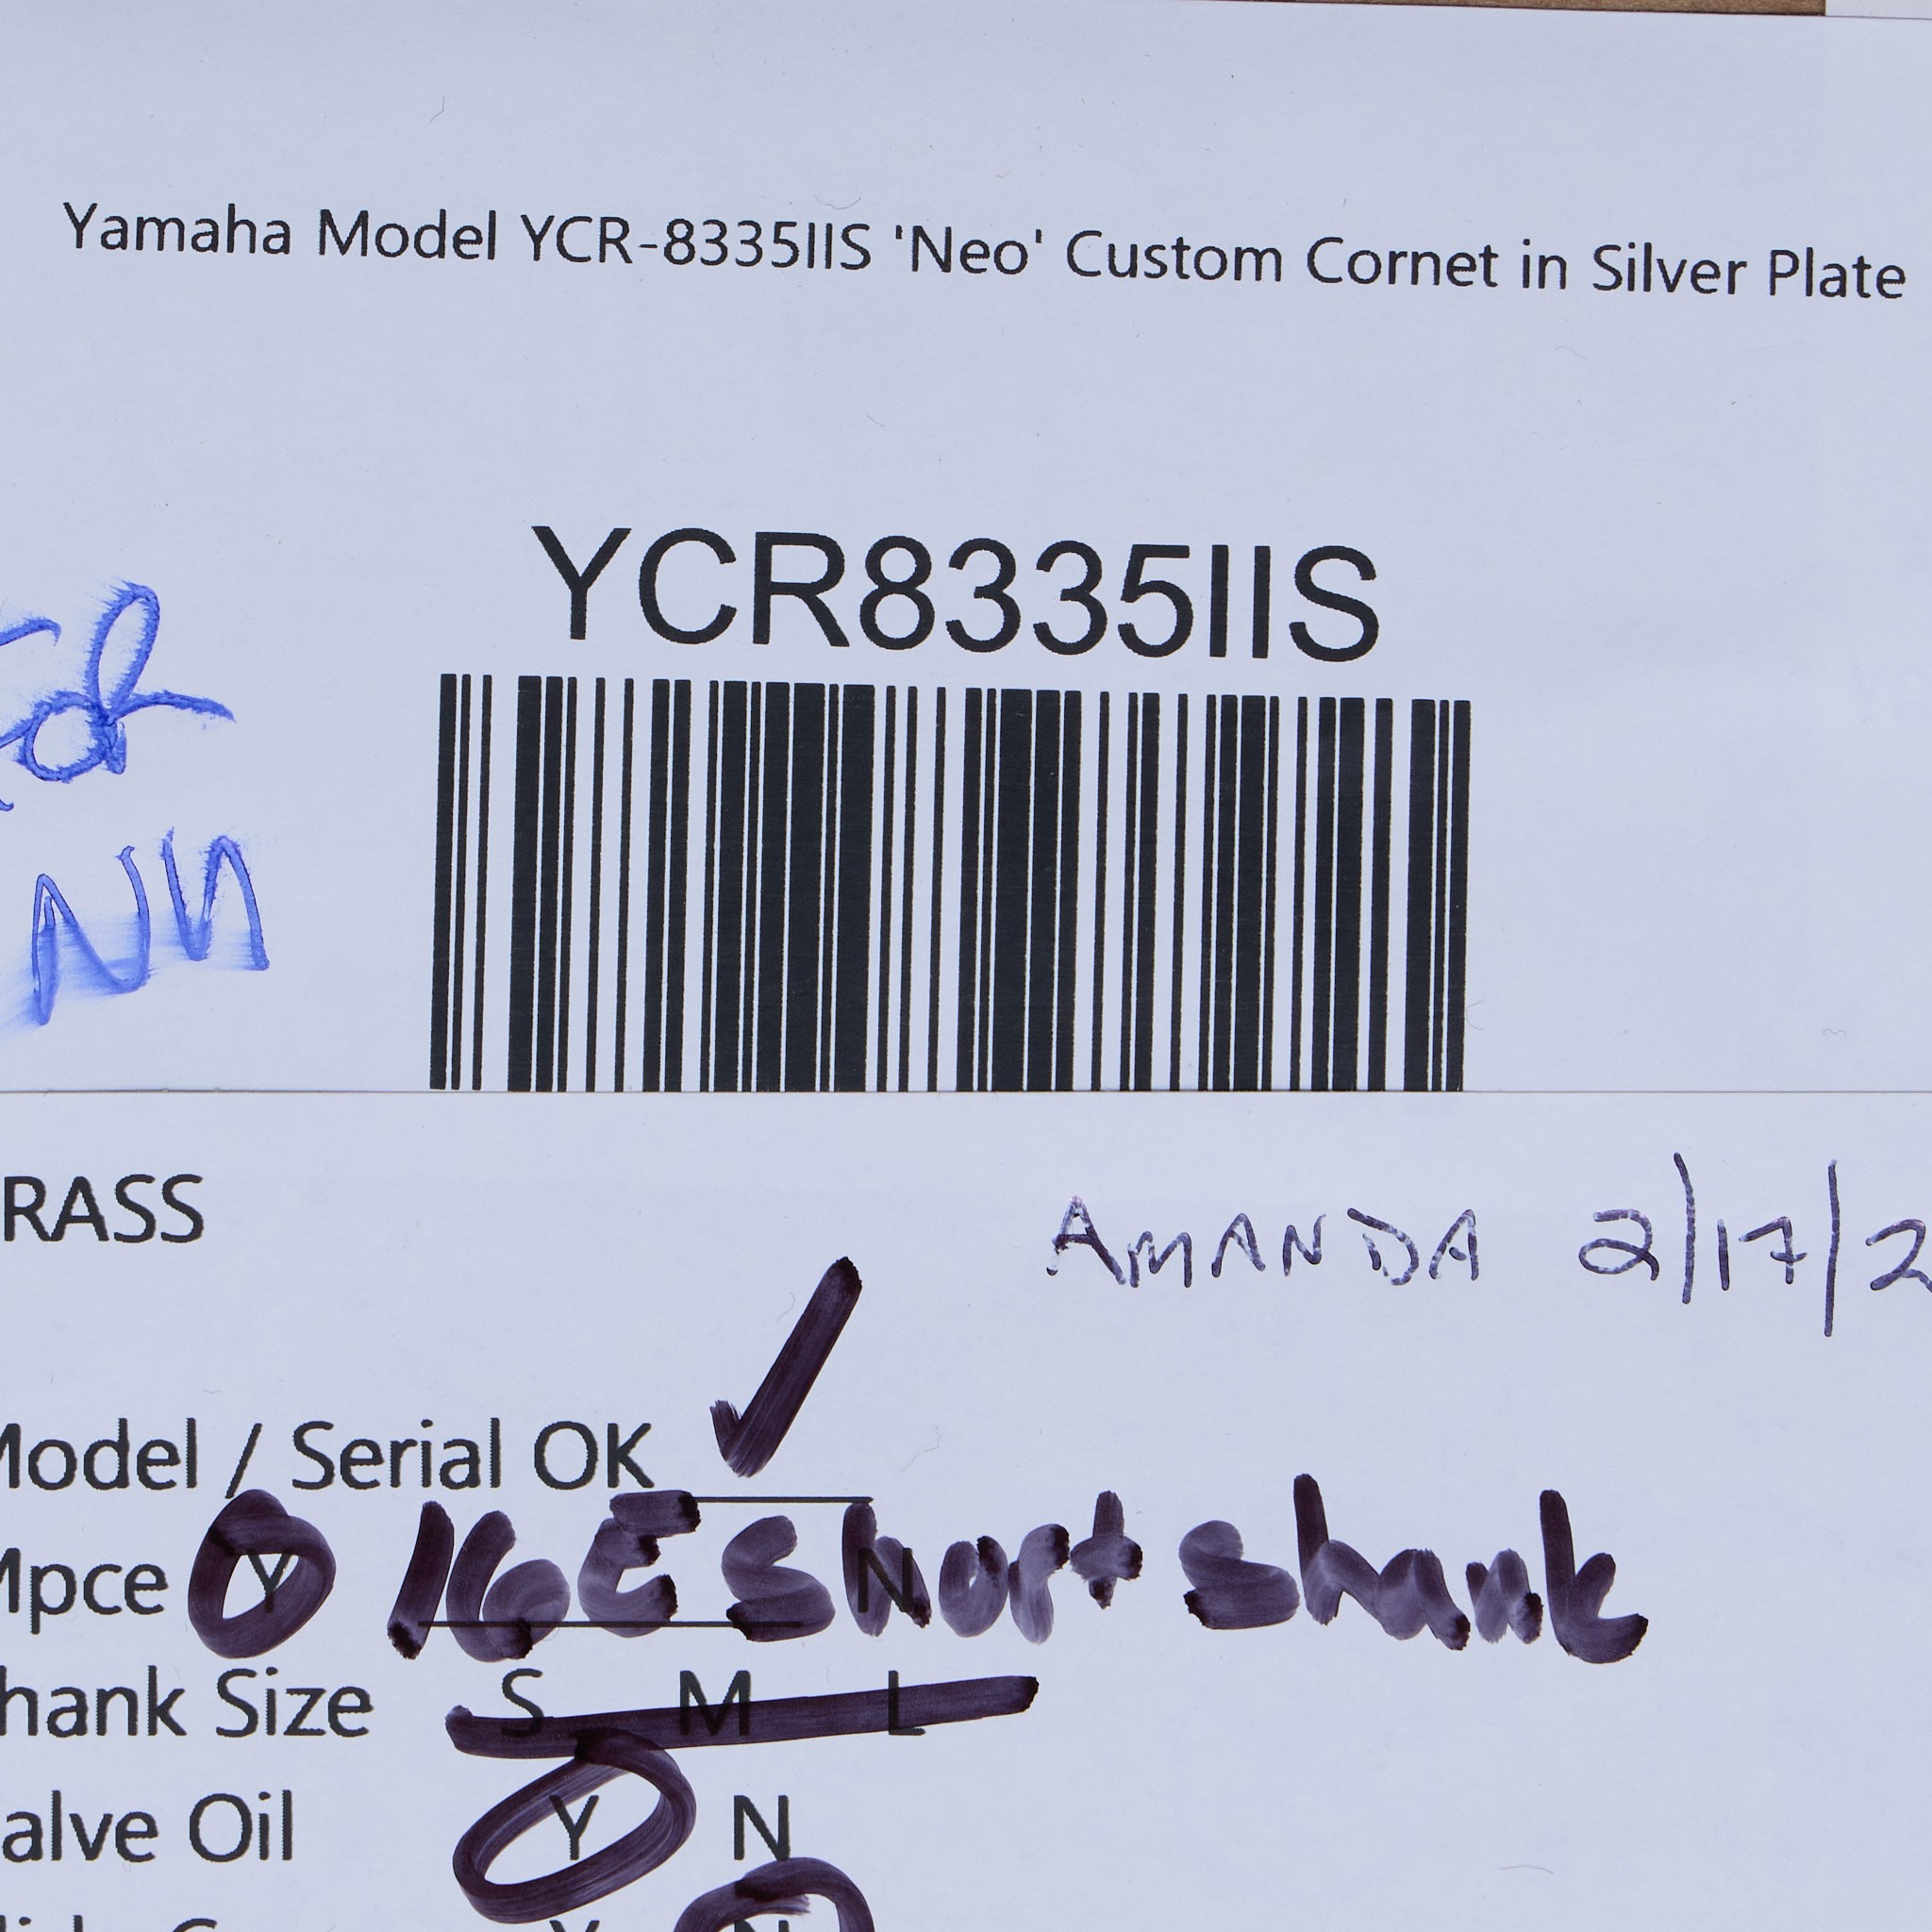 Yamaha Model YCR-8335IIS 'Neo' Custom Cornet in Silver Plate
YCR8335IIS
NN
RASS
AMANDA 2/17/2
Model / Serial OK ✓
Mpce Y 16E Short shank N
hank Size S M L
alve Oil Y N
Y N